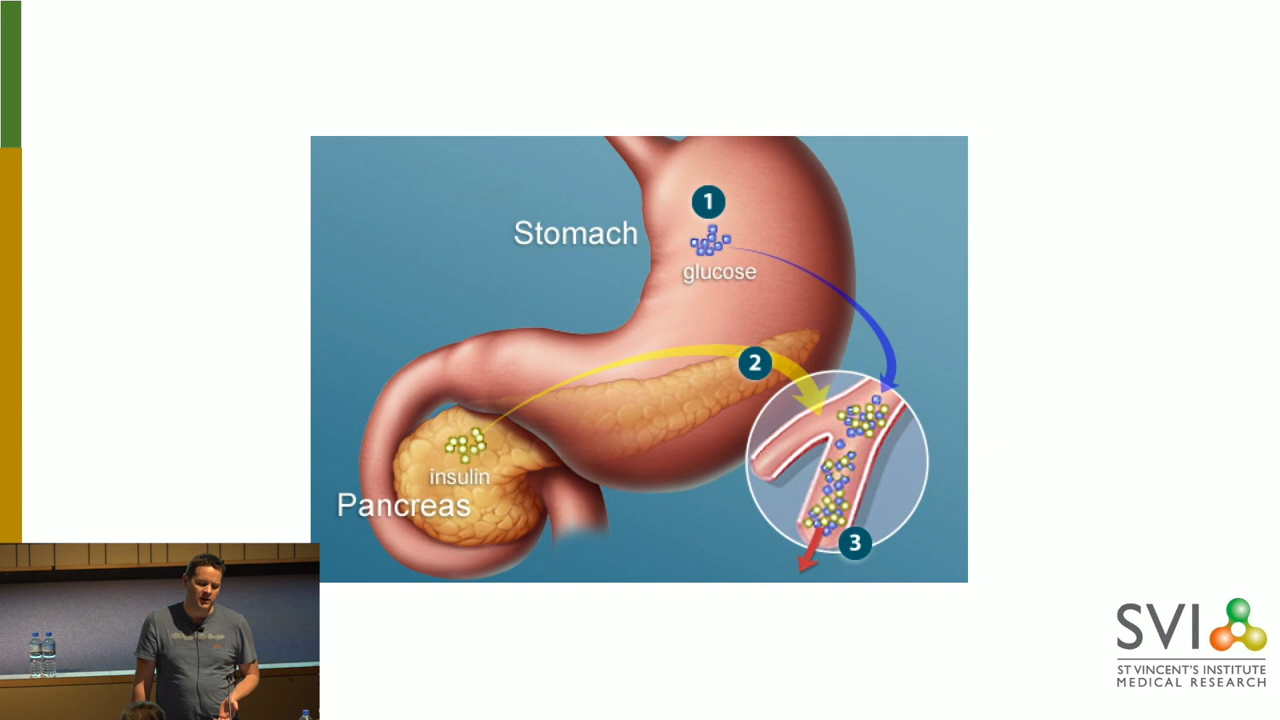 1
Stomach
glucose
2
insulin
Pancreas
3
SVI
ST VINCENT'S INSTITUTE
MEDICAL RESEARCH